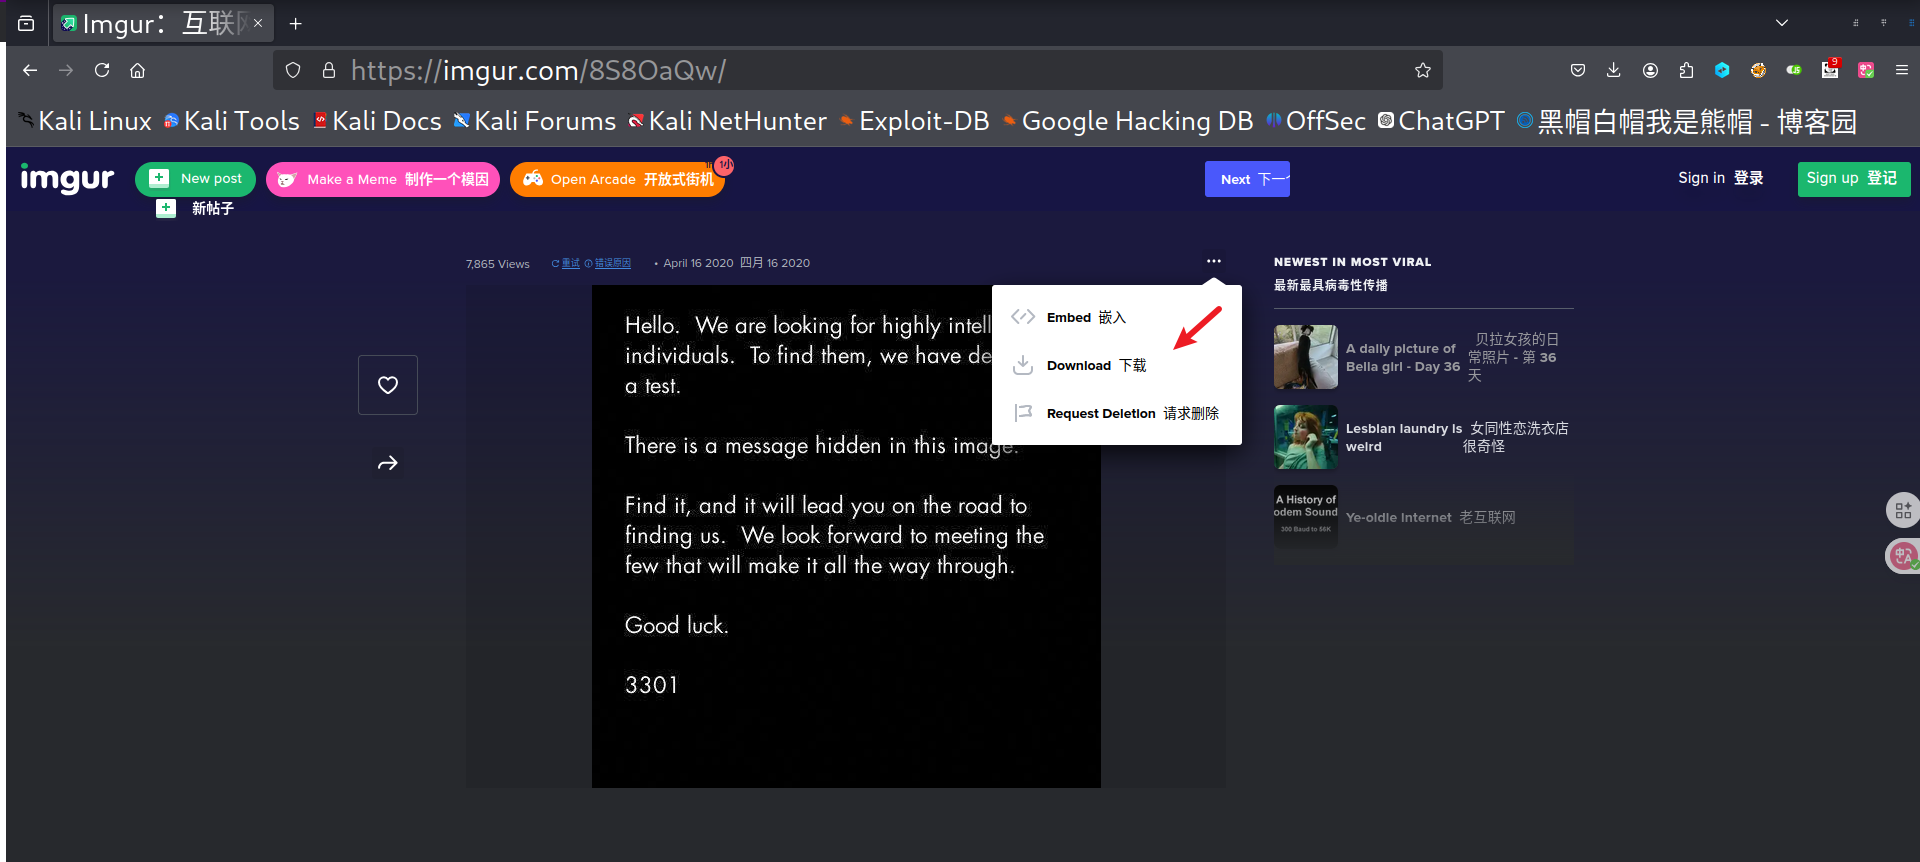 Imgur：互联
https://imgur.com/8S8OaQw/
9
Kali Linux Kali Tools Kali Docs Kali Forums Kali NetHunter Exploit-DB Google Hacking DB OffSec ChatGPT 黑帽白帽我是熊帽 - 博客园
imgur New post Make a Meme 制作一个模因 Open Arcade 开放式街机 Next 下一 Sign in 登录 Sign up 登记
新帖子
7,865 Views 重试 错误原因 • April 16 2020 四月 16 2020
Hello. We are looking for highly intell
individuals. To find them, we have de
a test.
There is a message hidden in this image.
Find it, and it will lead you on the road to
finding us. We look forward to meeting the
few that will make it all the way through.
Good luck.
3301
Embed 嵌入
Download 下载
Request Deletion 请求删除
NEWEST IN MOST VIRAL
最新最具病毒性传播
A daily picture of Bella girl - Day 36
贝拉女孩的日
常照片 - 第 36
天
Lesbian laundry is weird
女同性恋洗衣店
很奇怪
A History of
odem Sound
300 Baud to 56K
Ye-oldie Internet 老互联网